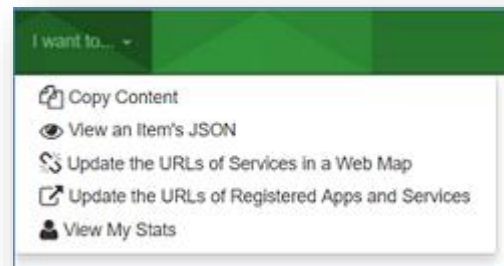 I want to...
Copy Content
View an Item's JSON
Update the URLs of Services in a Web Map
Update the URLs of Registered Apps and Services
View My Stats